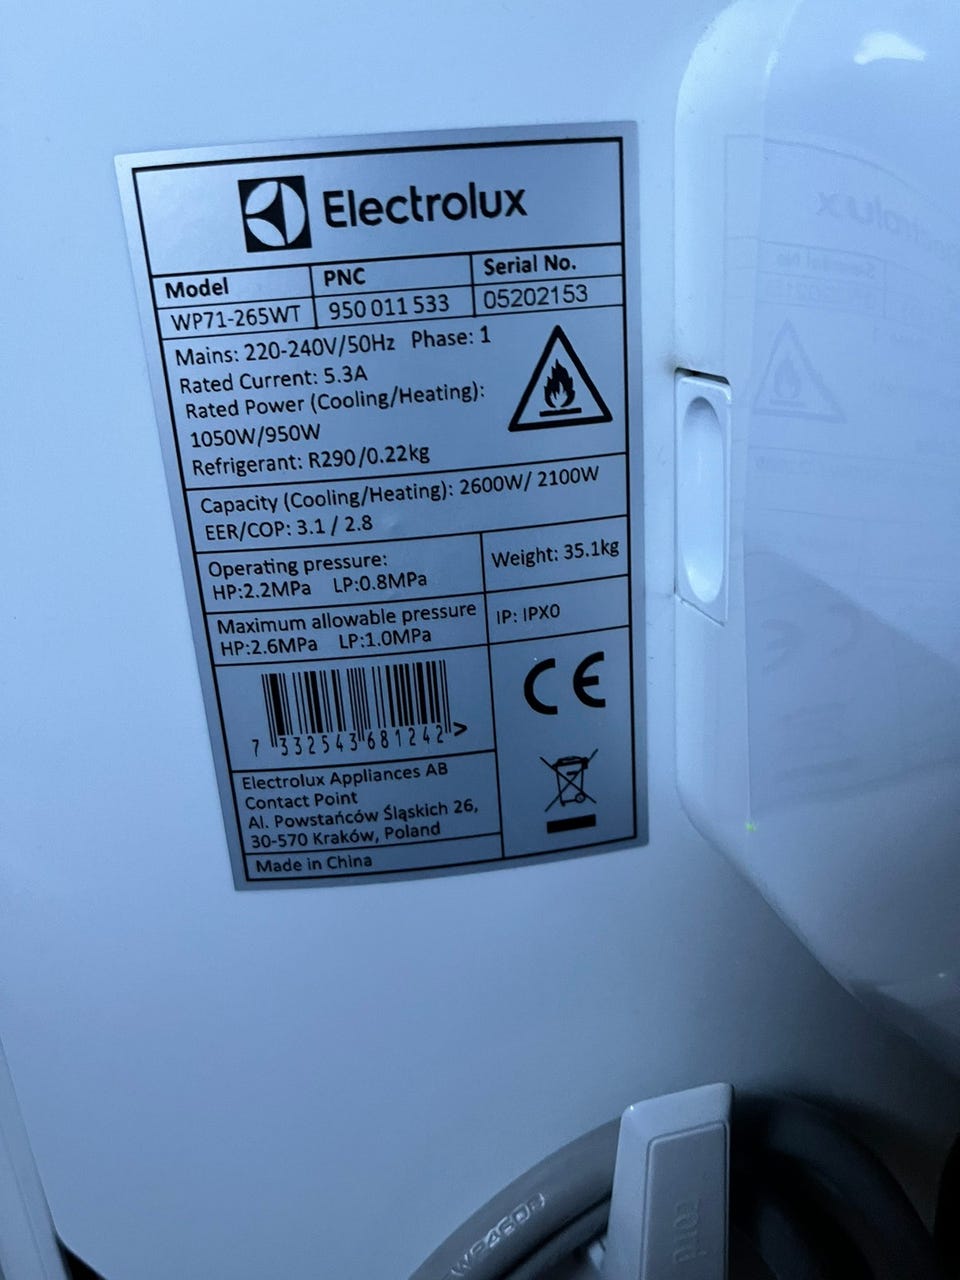 Electrolux
Model PNC Serial No.
WP71-265WT 950 011 533 05202153
Mains: 220-240V/50Hz Phase: 1
Rated Current: 5.3A
Rated Power (Cooling/Heating):
1050W/950W
Refrigerant: R290/0.22kg
Capacity (Cooling/Heating): 2600W/ 2100W
EER/COP: 3.1 / 2.8
Operating pressure:
HP:2.2MPa LP:0.8MPa
Weight: 35.1kg
Maximum allowable pressure
HP:2.6MPa LP:1.0MPa
IP: IPX0
CE
7 332543 681242 >
Electrolux Appliances AB
Contact Point
Al. Powstańców Śląskich 26,
30-570 Kraków, Poland
Made in China
cord